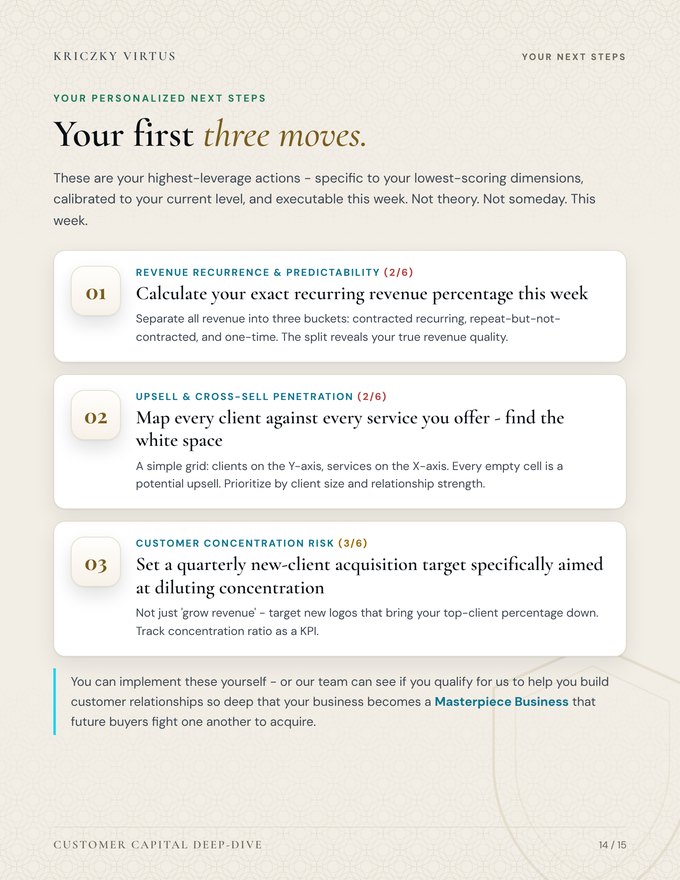 KRICZKY VIRTUS
YOUR NEXT STEPS
YOUR PERSONALIZED NEXT STEPS
Your first three moves.
These are your highest-leverage actions - specific to your lowest-scoring dimensions,
calibrated to your current level, and executable this week. Not theory. Not someday. This
week.
01
REVENUE RECURRENCE & PREDICTABILITY (2/6)
Calculate your exact recurring revenue percentage this week
Separate all revenue into three buckets: contracted recurring, repeat-but-not-
contracted, and one-time. The split reveals your true revenue quality.
02
UPSELL & CROSS-SELL PENETRATION (2/6)
Map every client against every service you offer - find the
white space
A simple grid: clients on the Y-axis, services on the X-axis. Every empty cell is a
potential upsell. Prioritize by client size and relationship strength.
03
CUSTOMER CONCENTRATION RISK (3/6)
Set a quarterly new-client acquisition target specifically aimed
at diluting concentration
Not just 'grow revenue' - target new logos that bring your top-client percentage down.
Track concentration ratio as a KPI.
You can implement these yourself - or our team can see if you qualify for us to help you build
customer relationships so deep that your business becomes a Masterpiece Business that
future buyers fight one another to acquire.
CUSTOMER CAPITAL DEEP-DIVE
14 / 15